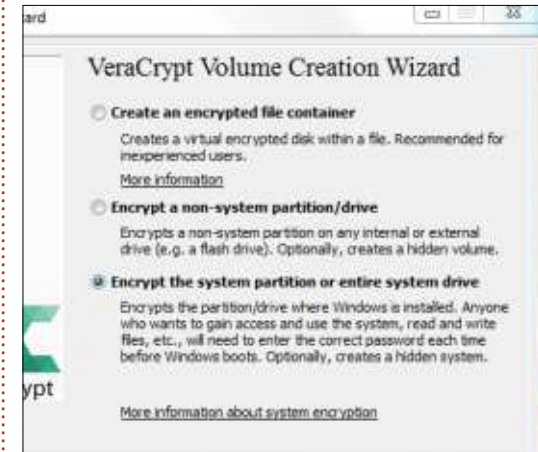 ard
VeraCrypt Volume Creation Wizard
Create an encrypted file container
Creates a virtual encrypted disk within a file. Recommended for
inexperienced users.
More information
Encrypt a non-system partition/drive
Encrypts a non-system partition on any internal or external
drive (e.g. a flash drive). Optionally, creates a hidden volume.
Encrypt the system partition or entire system drive
Encrypts the partition/drive where Windows is installed. Anyone
who wants to gain access and use the system, read and write
files, etc., will need to enter the correct password each time
before Windows boots. Optionally, creates a hidden system.
ypt
More information about system encryption